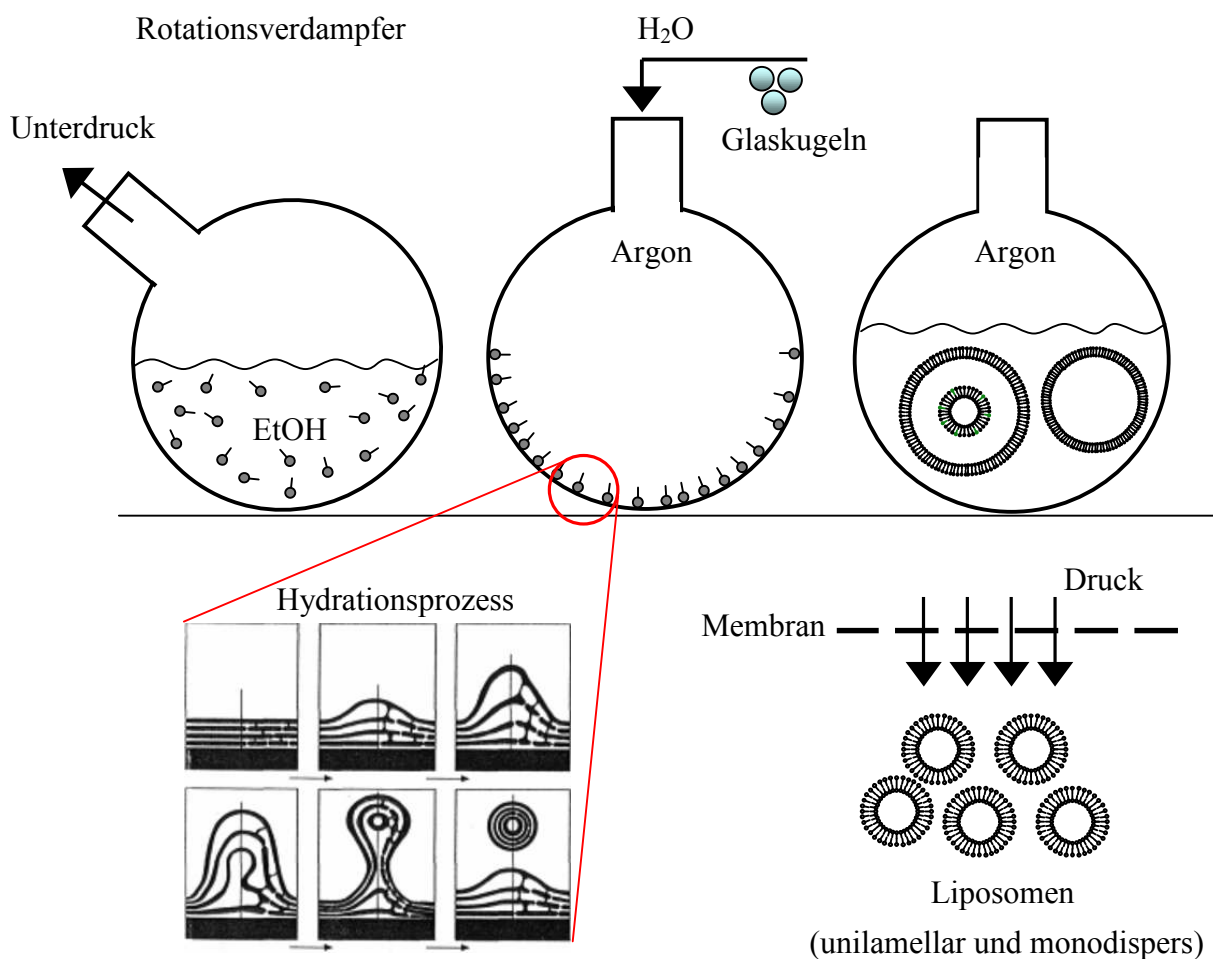 Rotationsverdampfer
H₂O
Unterdruck
Glaskugeln
Argon
Argon
EtOH
Hydrationsprozess
Druck
Membran
Liposomen
(unilamellar und monodispers)